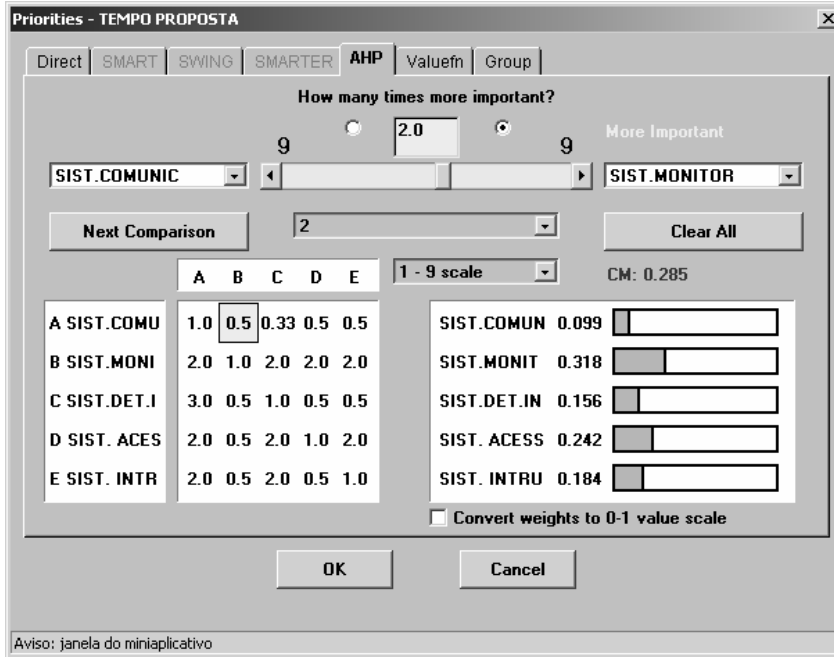 Priorities - TEMPO PROPOSTA
Direct SMART SWING SMARTER AHP Valuefn Group
How many times more important?
9 2.0 9 More Important
SIST.COMUNIC SIST.MONITOR
Next Comparison 2 Clear All
A B C D E 1 - 9 scale CM: 0.285
A SIST.COMU 1.0 0.5 0.33 0.5 0.5 SIST.COMUN 0.099
B SIST.MONI 2.0 1.0 2.0 2.0 2.0 SIST.MONIT 0.318
C SIST.DET.I 3.0 0.5 1.0 0.5 0.5 SIST.DET.IN 0.156
D SIST. ACES 2.0 0.5 2.0 1.0 2.0 SIST. ACESS 0.242
E SIST. INTR 2.0 0.5 2.0 0.5 1.0 SIST. INTRU 0.184
Convert weights to 0-1 value scale
OK Cancel
Aviso: janela do miniaplicativo